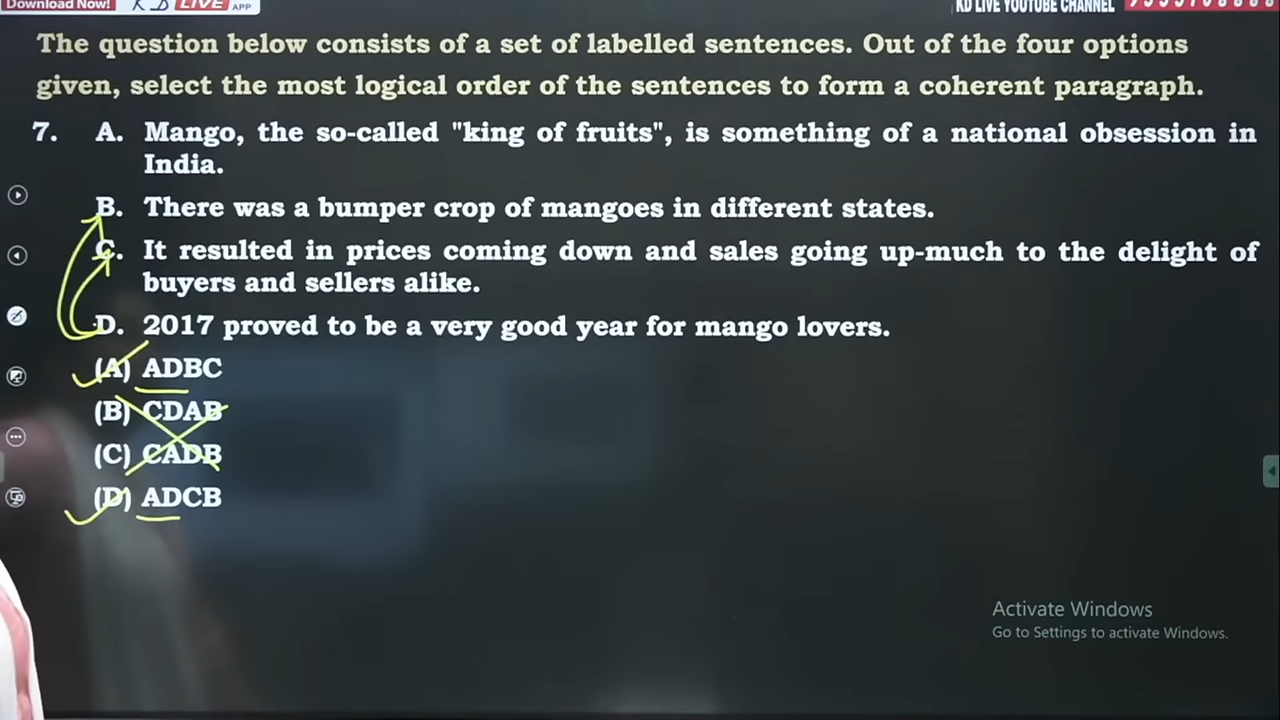 Download Now! KD LIVE APP
KD LIVE YOUTUBE CHANNEL
The question below consists of a set of labelled sentences. Out of the four options
given, select the most logical order of the sentences to form a coherent paragraph.
7. A. Mango, the so-called "king of fruits", is something of a national obsession in
India.
B. There was a bumper crop of mangoes in different states.
C. It resulted in prices coming down and sales going up-much to the delight of
buyers and sellers alike.
D. 2017 proved to be a very good year for mango lovers.
(A) ADBC
(B) CDAB
(C) CADB
(D) ADCB
Activate Windows
Go to Settings to activate Windows.